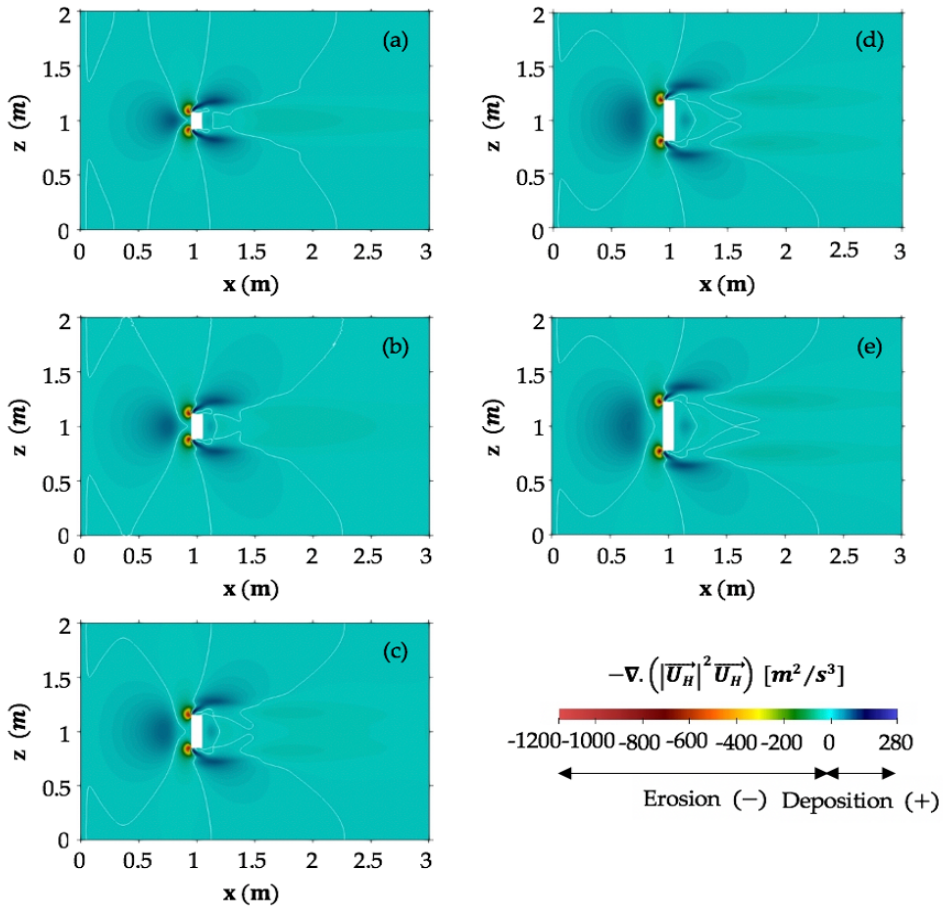 (a)
2
1.5
1
0.5
0
z (m)
0 0.5 1 1.5 2 2.5 3
x (m)
(b)
2
1.5
1
0.5
0
z (m)
0 0.5 1 1.5 2 2.5 3
x (m)
(c)
2
1.5
1
0.5
0
z (m)
0 0.5 1 1.5 2 2.5 3
x (m)
(d)
2
1.5
1
0.5
0
z (m)
0 0.5 1 1.5 2 2.5 3
x (m)
(e)
2
1.5
1
0.5
0
z (m)
0 0.5 1 1.5 2 2.5 3
x (m)
−∇.(|U_H⃗|² U_H⃗) [m²/s³]
-1200 -1000 -800 -600 -400 -200 0 280
Erosion (−) Deposition (+)